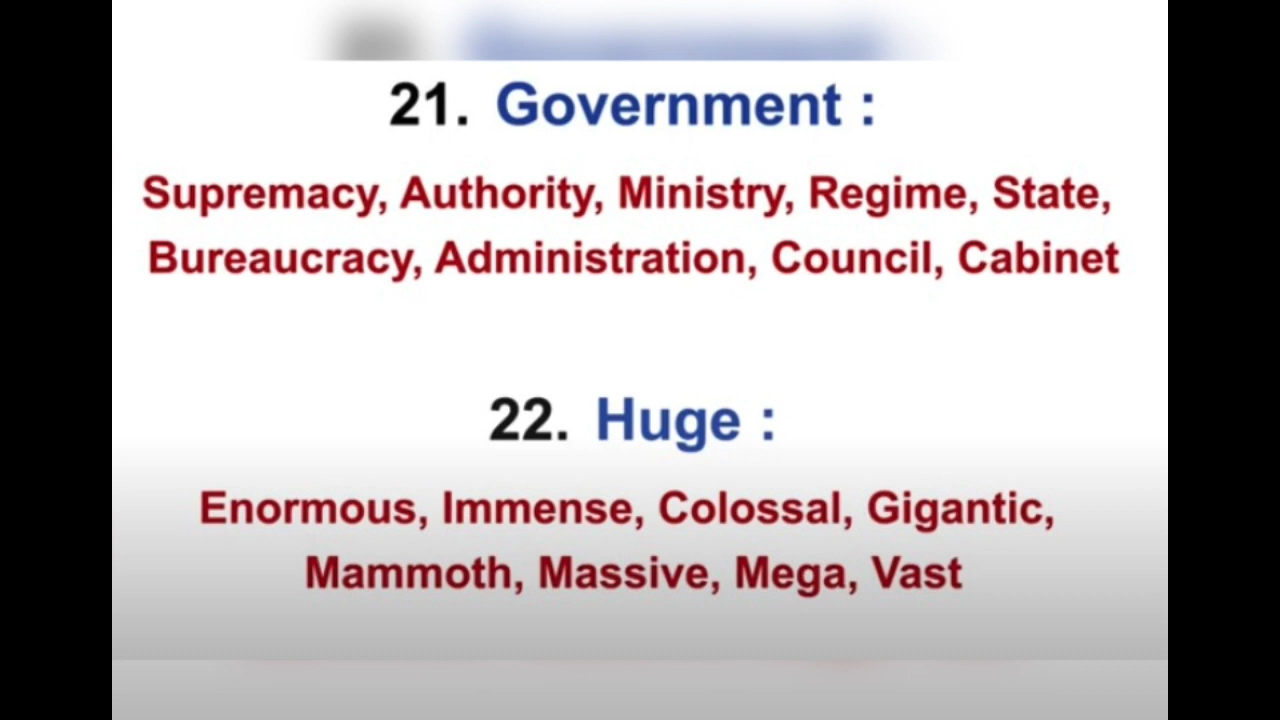 21. Government :
Supremacy, Authority, Ministry, Regime, State,
Bureaucracy, Administration, Council, Cabinet
22. Huge :
Enormous, Immense, Colossal, Gigantic,
Mammoth, Massive, Mega, Vast